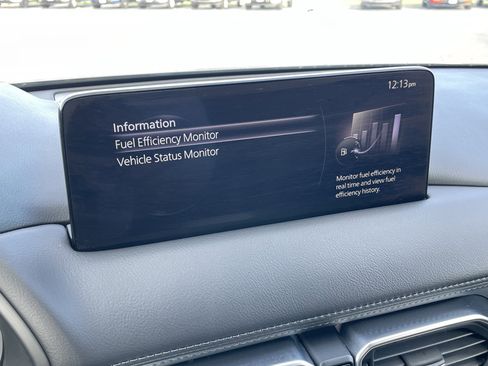 12:13pm
Information
Fuel Efficiency Monitor
Vehicle Status Monitor
Monitor fuel efficiency in
real time and view fuel
efficiency history.